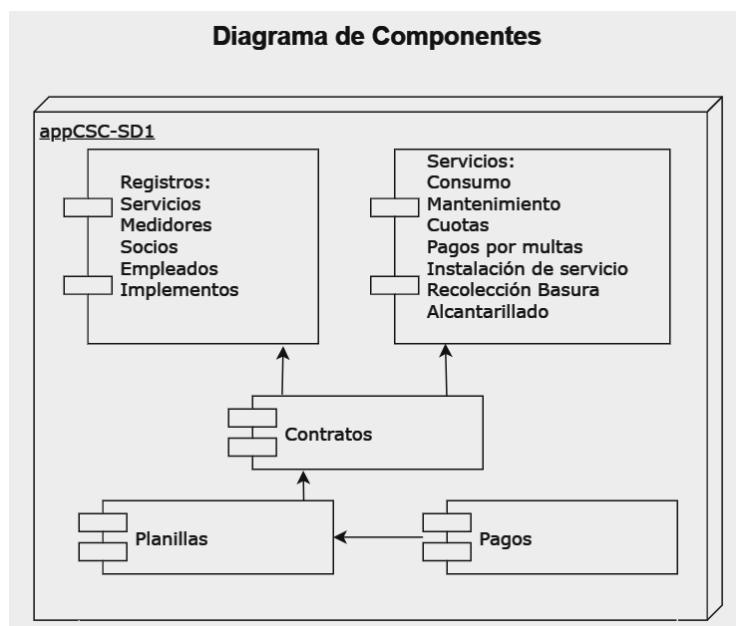 Diagrama de Componentes
appCSC-SD1
Registros:
Servicios
Medidores
Socios
Empleados
Implementos
Servicios:
Consumo
Mantenimiento
Cuotas
Pagos por multas
Instalación de servicio
Recolección Basura
Alcantarillado
Contratos
Planillas
Pagos